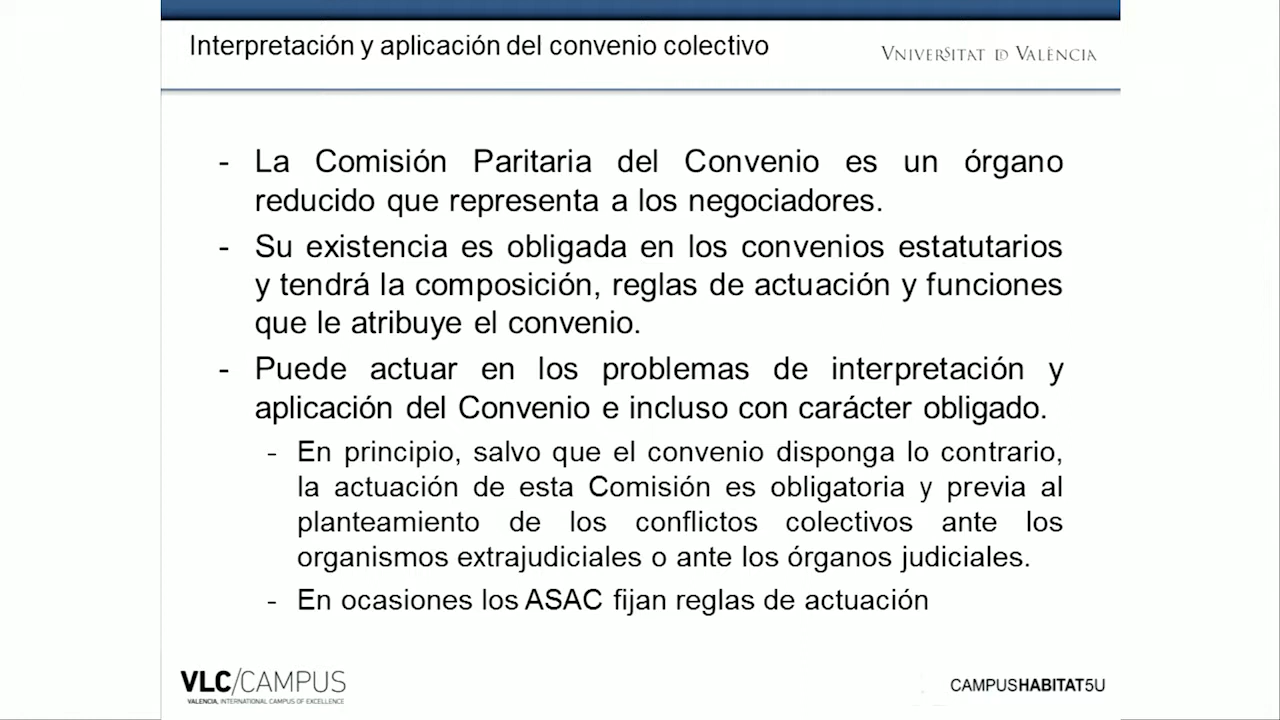 Interpretación y aplicación del convenio colectivo
VNIVERSITAT D VALÈNCIA
- La Comisión Paritaria del Convenio es un órgano
reducido que representa a los negociadores.
- Su existencia es obligada en los convenios estatutarios
y tendrá la composición, reglas de actuación y funciones
que le atribuye el convenio.
- Puede actuar en los problemas de interpretación y
aplicación del Convenio e incluso con carácter obligado.
- En principio, salvo que el convenio disponga lo contrario,
la actuación de esta Comisión es obligatoria y previa al
planteamiento de los conflictos colectivos ante los
organismos extrajudiciales o ante los órganos judiciales.
- En ocasiones los ASAC fijan reglas de actuación
VLC/CAMPUS
VALENCIA, INTERNATIONAL CAMPUS OF EXCELLENCE
CAMPUSHABITAT5U